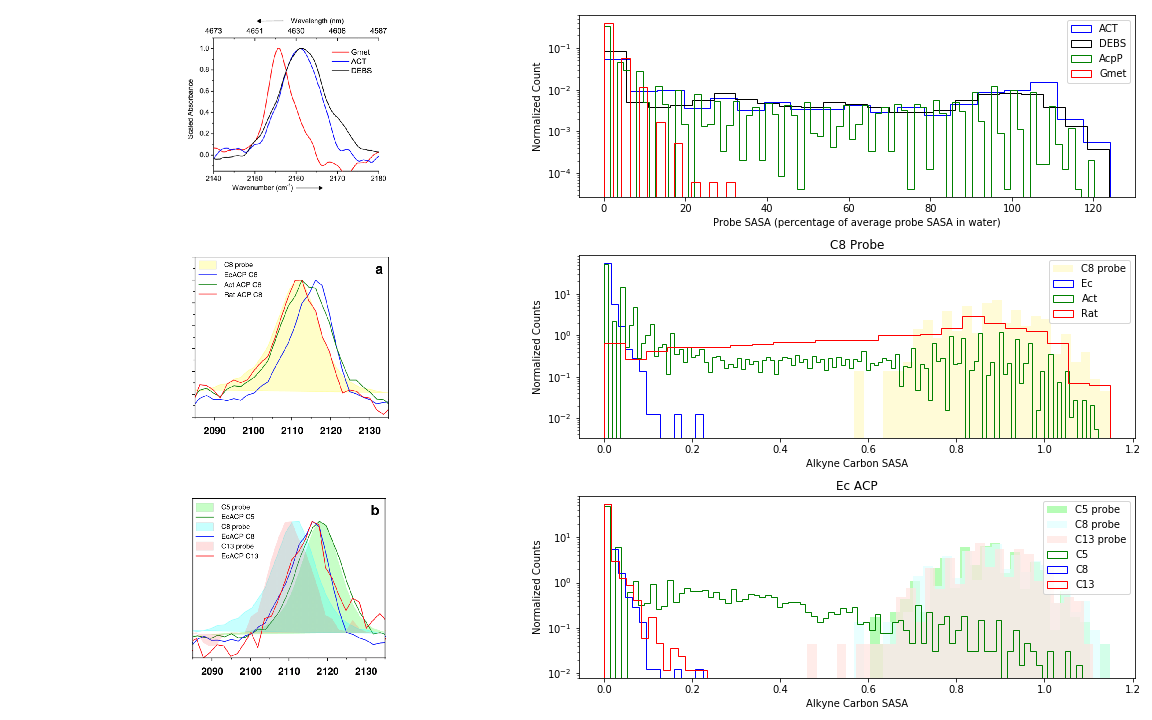 Wavelength (nm)
4673 4651 4630 4608 4587
Scaled Absorbance
1.0
0.8
0.6
0.4
0.2
0.0
Gmet
ACT
DEBS
2140 2150 2160 2170 2180
Wavenumber (cm⁻¹)
Normalized Count
10⁻¹
10⁻²
10⁻³
10⁻⁴
ACT
DEBS
AcpP
Gmet
0 20 40 60 80 100 120
Probe SASA (percentage of average probe SASA in water)
a
C8 probe
EcACP C8
Act ACP C8
Rat ACP C8
2090 2100 2110 2120 2130
C8 Probe
Normalized Counts
10¹
10⁰
10⁻¹
10⁻²
C8 probe
Ec
Act
Rat
0.0 0.2 0.4 0.6 0.8 1.0 1.2
Alkyne Carbon SASA
b
C5 probe
EcACP C5
C8 probe
EcACP C8
C13 probe
EcACP C13
2090 2100 2110 2120 2130
Ec ACP
Normalized Counts
10¹
10⁰
10⁻¹
10⁻²
C5 probe
C8 probe
C13 probe
C5
C8
C13
0.0 0.2 0.4 0.6 0.8 1.0 1.2
Alkyne Carbon SASA